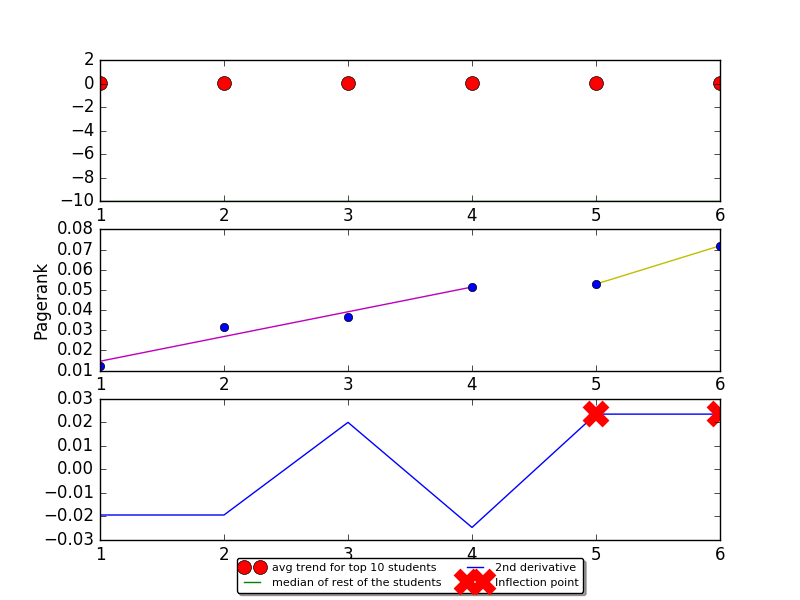 2
0
−2
−4
−6
−8
−10
1 2 3 4 5 6
0.08
0.07
0.06
0.05
0.04
0.03
0.02
0.01
Pagerank
1 2 3 4 5 6
0.03
0.02
0.01
0.00
−0.01
−0.02
−0.03
1 2 3 4 5 6
avg trend for top 10 students
median of rest of the students
2nd derivative
Inflection point